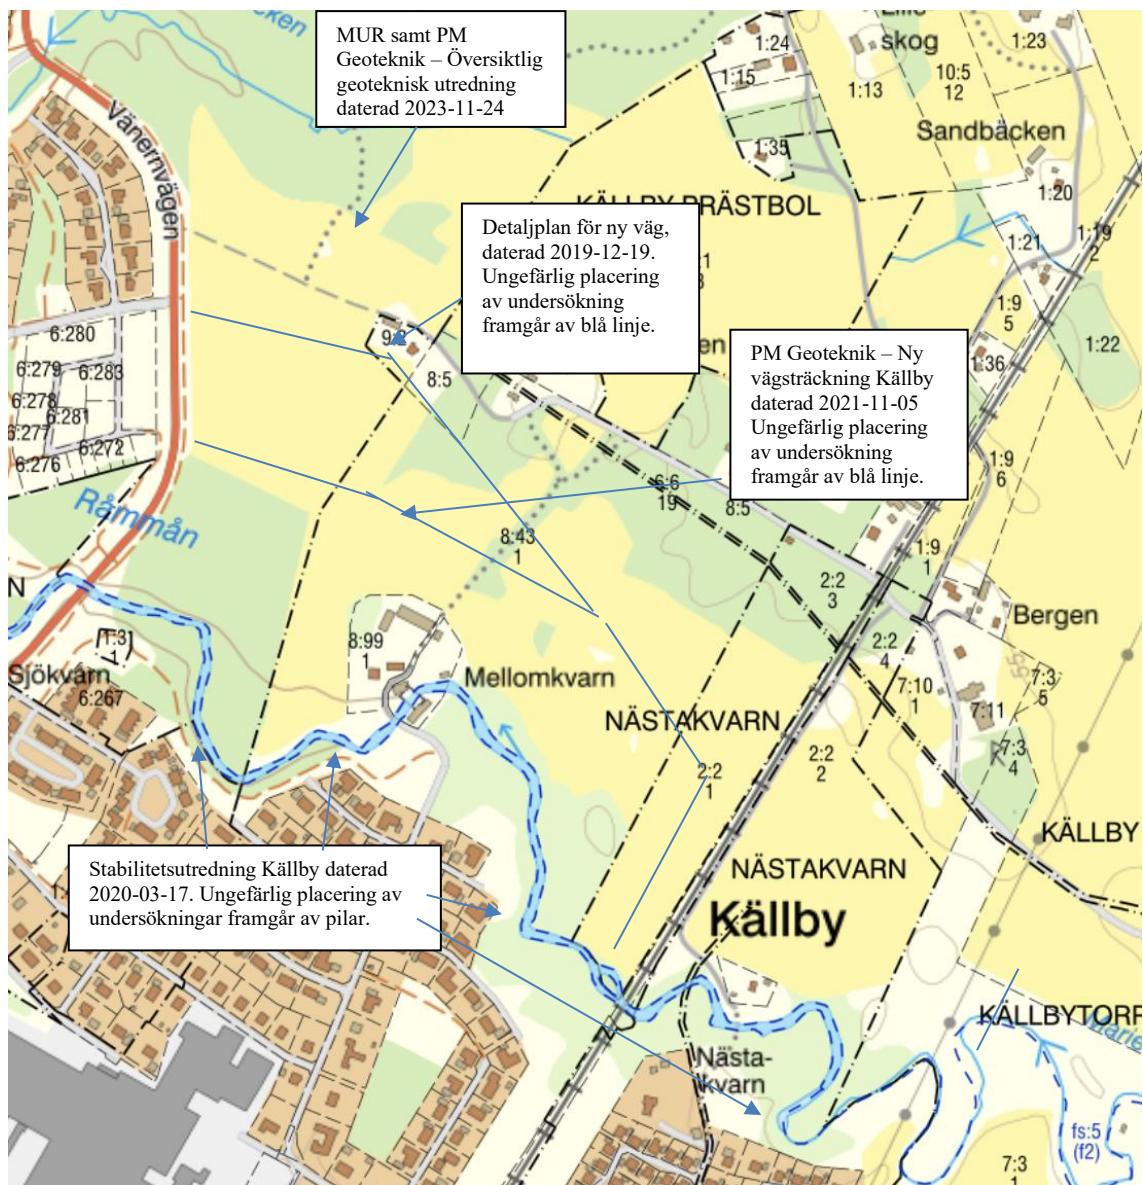 MUR samt PM
Geoteknik – Översiktlig
geoteknisk utredning
daterad 2023-11-24
Vänernvägen
skog
1:24
1:15
1:13
10:5
12
1:23
Sandbäcken
1:35
1:20
KÄLLBY PRÄSTBOL
1:21
1:19
2
Detaljplan för ny väg,
daterad 2019-12-19.
Ungefärlig placering
av undersökning
framgår av blå linje.
1:9
5
1:22
1:36
6:280
6:279
6:283
6:278
6:281
6:277
6:272
6:276
9:2
8:5
PM Geoteknik – Ny
vägsträckning Källby
daterad 2021-11-05
Ungefärlig placering
av undersökning
framgår av blå linje.
1:9
6
Råmmån
6:6
19
8:5
8:43
1
1:9
1
2:2
3
2:2
4
Bergen
N
1:3
1
Sjökvarn
6:267
8:99
1
Mellomkvarn
55
7:3
5
7:10
1
7:11
7:3
4
NÄSTAKVARN
2:2
2
2:2
1
KÄLLBY
Stabilitetsutredning Källby daterad
2020-03-17. Ungefärlig placering av
undersökningar framgår av pilar.
NÄSTAKVARN
Källby
KÄLLBYTORP
Marie
Nästa-
kvarn
fs:5
(f2)
7:3
1